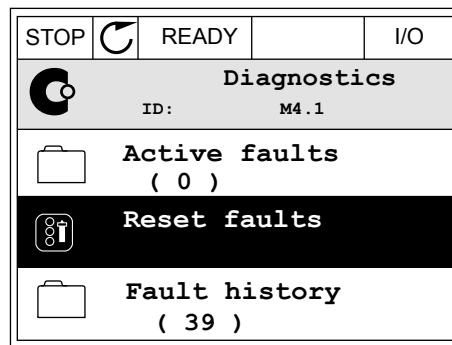 STOP READY I/O
Diagnostics
ID: M4.1
Active faults
( 0 )
Reset faults
Fault history
( 39 )